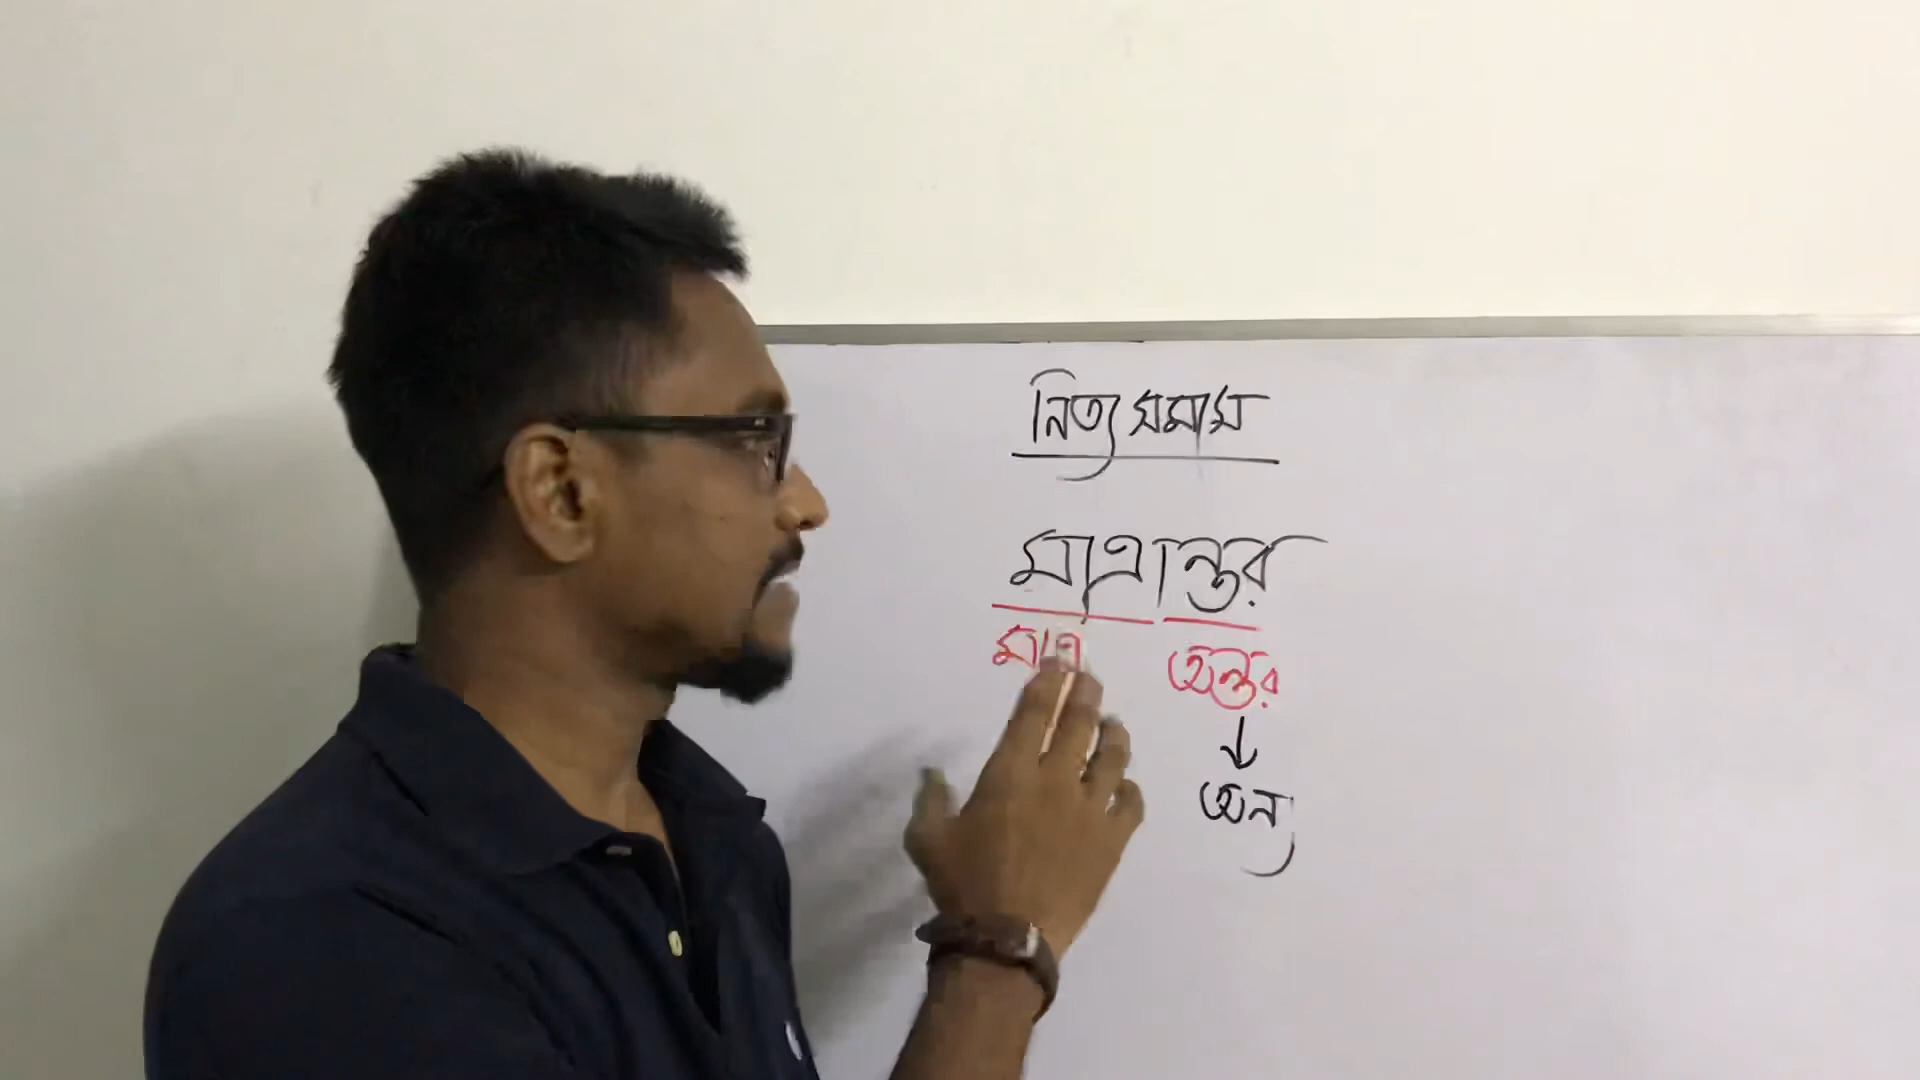 নিত্য সমাস
মাত্রান্তর
মাত্র অন্তর
↓
অন্য